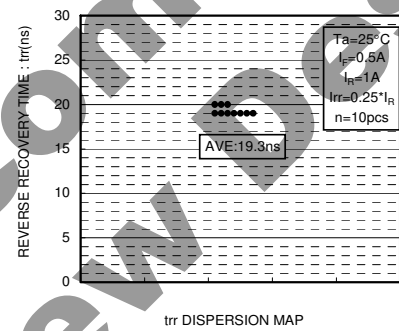 30
25
20
15
10
5
0
REVERSE RECOVERY TIME : trr(ns)
Ta=25°C
IF=0.5A
IR=1A
Irr=0.25*IR
n=10pcs
AVE:19.3ns
trr DISPERSION MAP